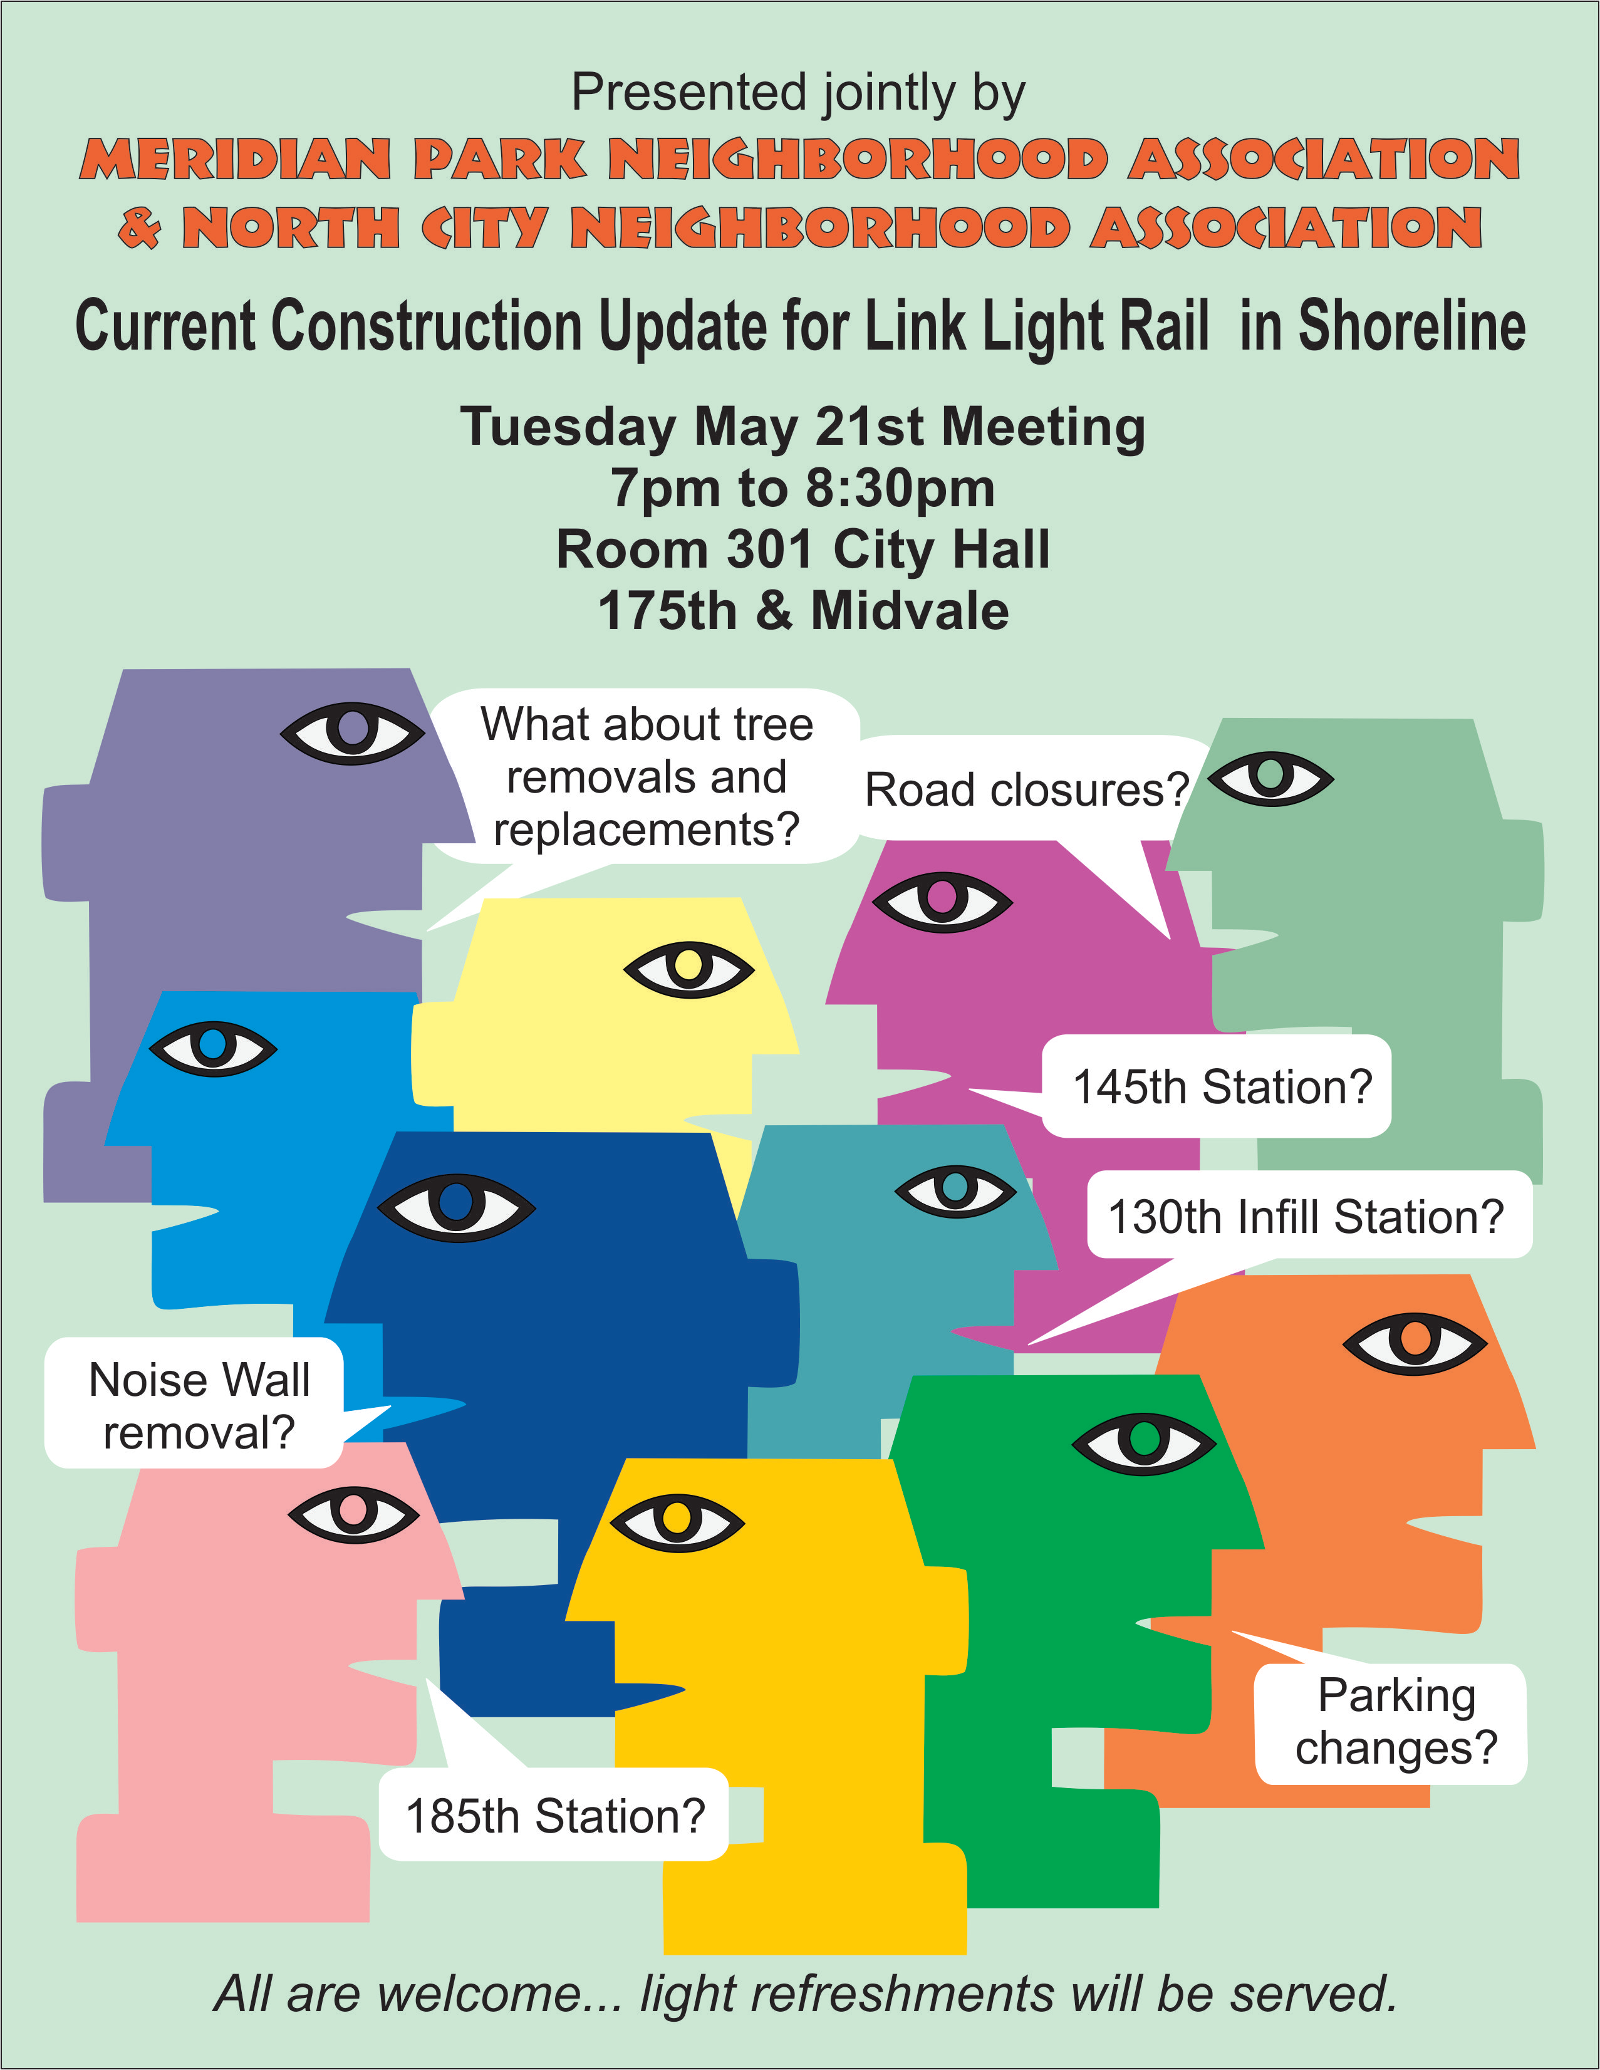 Presented jointly by
MERIDIAN PARK NEIGHBORHOOD ASSOCIATION
& NORTH CITY NEIGHBORHOOD ASSOCIATION
Current Construction Update for Link Light Rail in Shoreline
Tuesday May 21st Meeting
7pm to 8:30pm
Room 301 City Hall
175th & Midvale
What about tree
removals and
replacements?
Road closures?
145th Station?
130th Infill Station?
Noise Wall
removal?
Parking
changes?
185th Station?
All are welcome... light refreshments will be served.